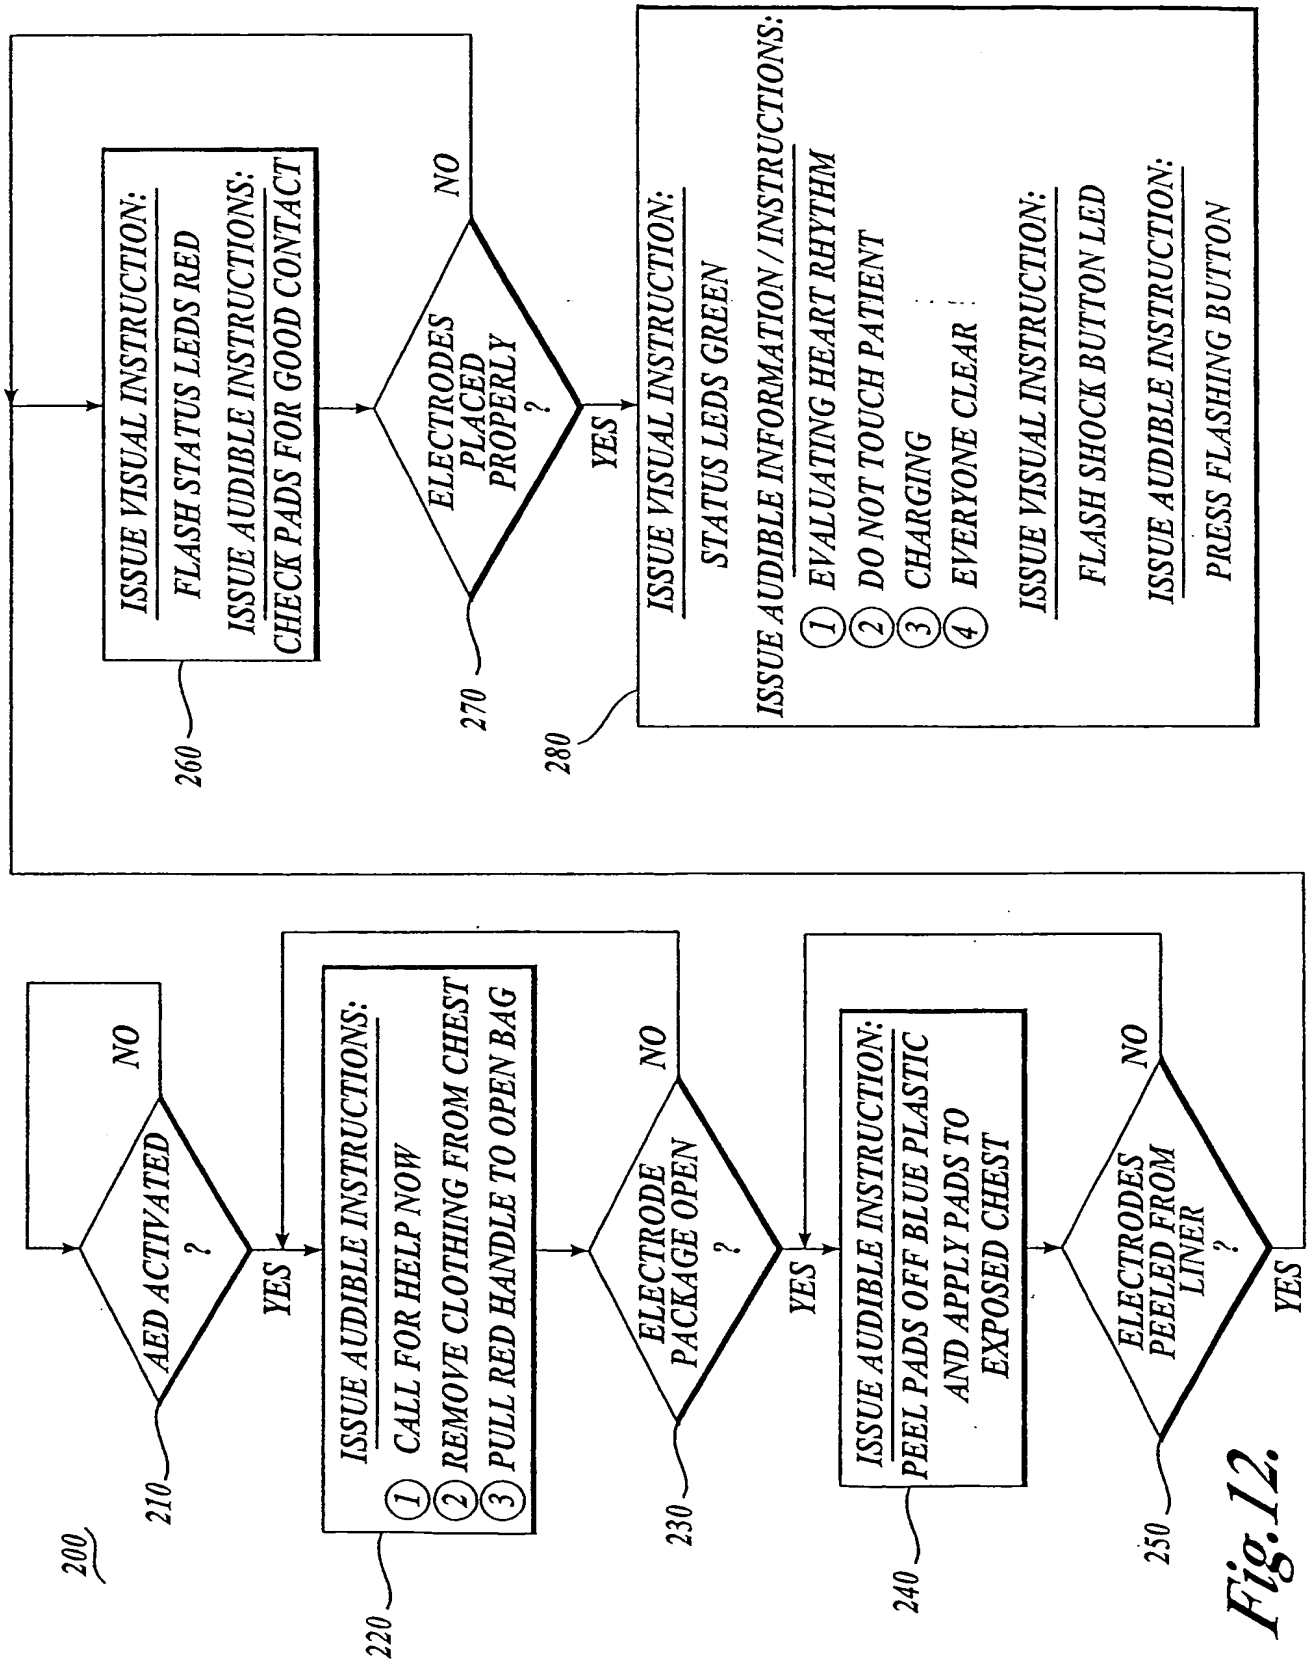 200
210
AED ACTIVATED
?
NO
YES
220
ISSUE AUDIBLE INSTRUCTIONS:
1 CALL FOR HELP NOW
2 REMOVE CLOTHING FROM CHEST
3 PULL RED HANDLE TO OPEN BAG
230
ELECTRODE
PACKAGE OPEN
?
NO
YES
240
ISSUE AUDIBLE INSTRUCTION:
PEEL PADS OFF BLUE PLASTIC
AND APPLY PADS TO
EXPOSED CHEST
250
ELECTRODES
PEELED FROM
LINER
?
NO
YES
260
ISSUE VISUAL INSTRUCTION:
FLASH STATUS LEDS RED
ISSUE AUDIBLE INSTRUCTIONS:
CHECK PADS FOR GOOD CONTACT
270
ELECTRODES
PLACED
PROPERLY
?
NO
YES
280
ISSUE VISUAL INSTRUCTION:
STATUS LEDS GREEN
ISSUE AUDIBLE INFORMATION / INSTRUCTIONS:
1 EVALUATING HEART RHYTHM
2 DO NOT TOUCH PATIENT
3 CHARGING
4 EVERYONE CLEAR
ISSUE VISUAL INSTRUCTION:
FLASH SHOCK BUTTON LED
ISSUE AUDIBLE INSTRUCTION:
PRESS FLASHING BUTTON
Fig.12.